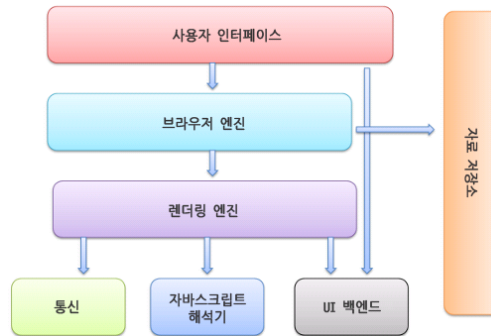 사용자 인터페이스
브라우저 엔진
자료 저장소
렌더링 엔진
통신
자바스크립트
해석기
UI 백엔드